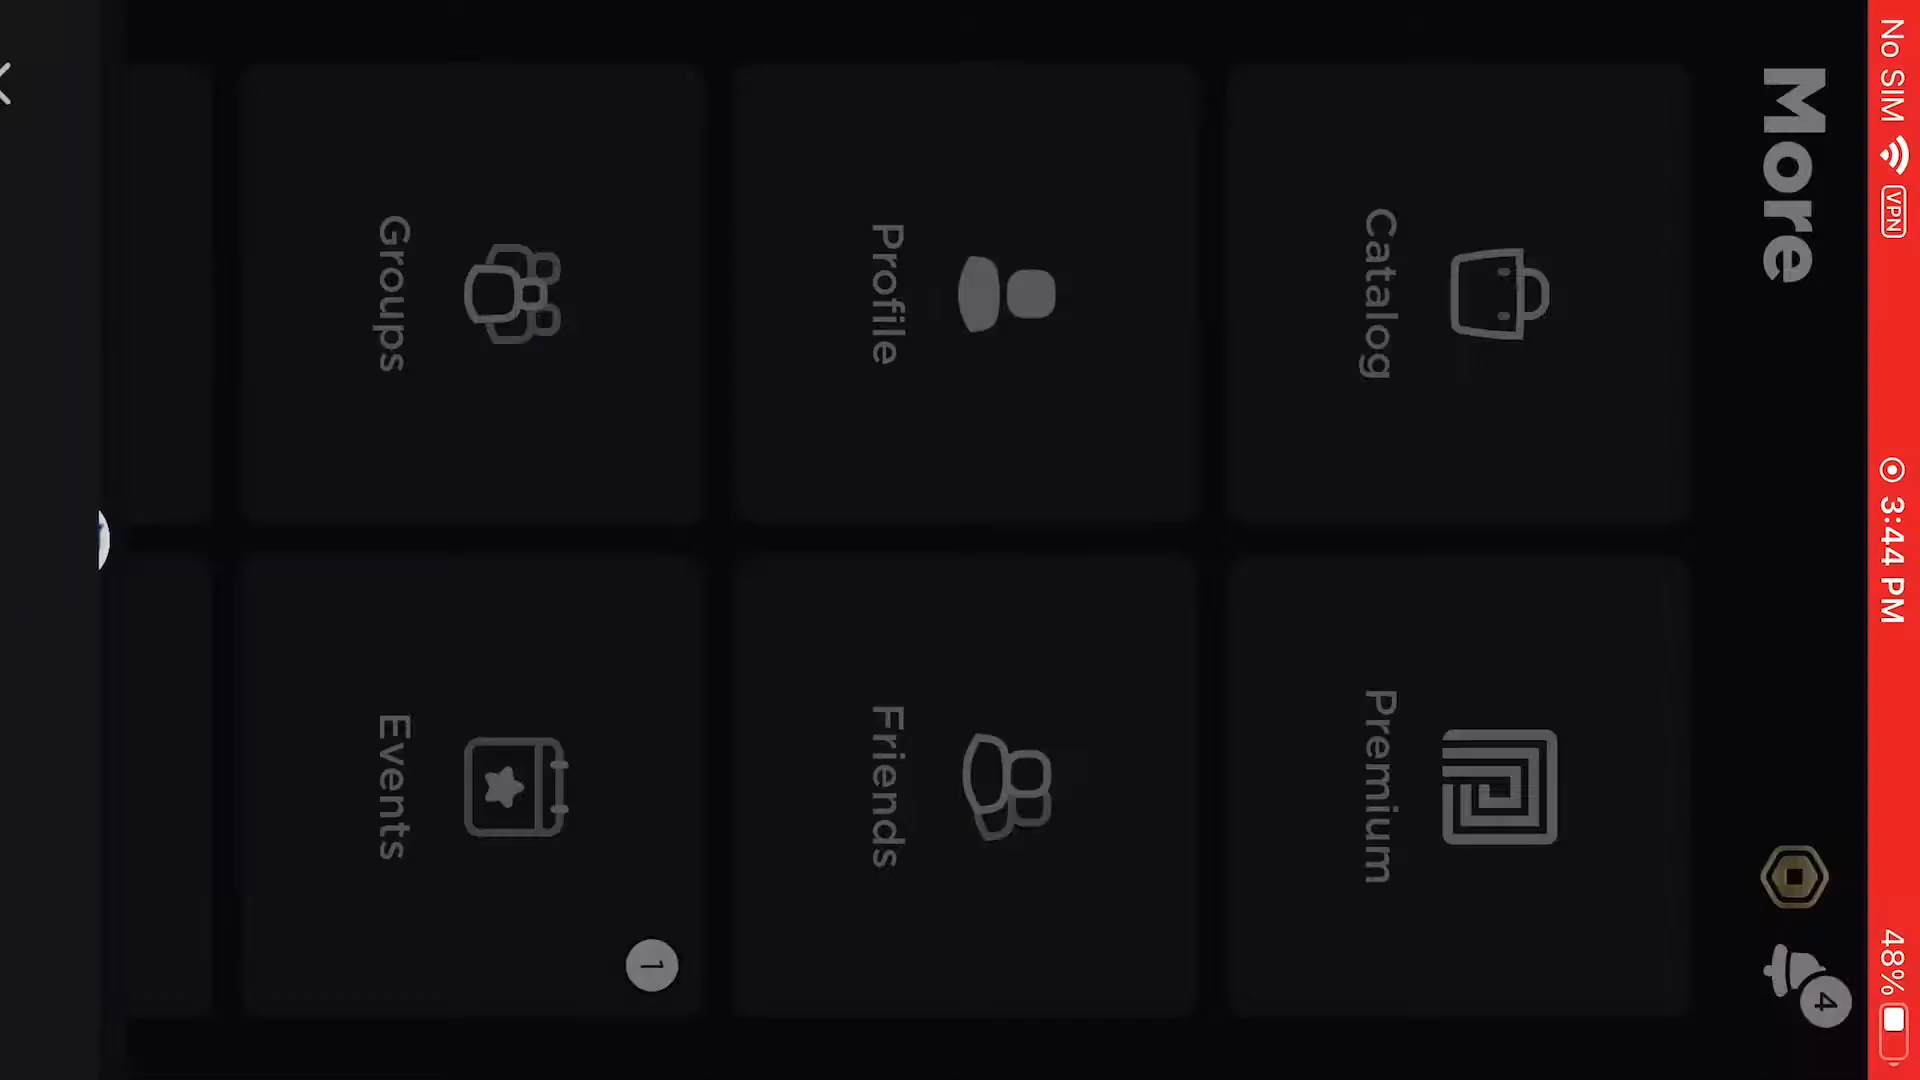 No SIM VPN 3:44 PM 48%
More 4
Catalog Premium
Profile Friends
Groups Events 1